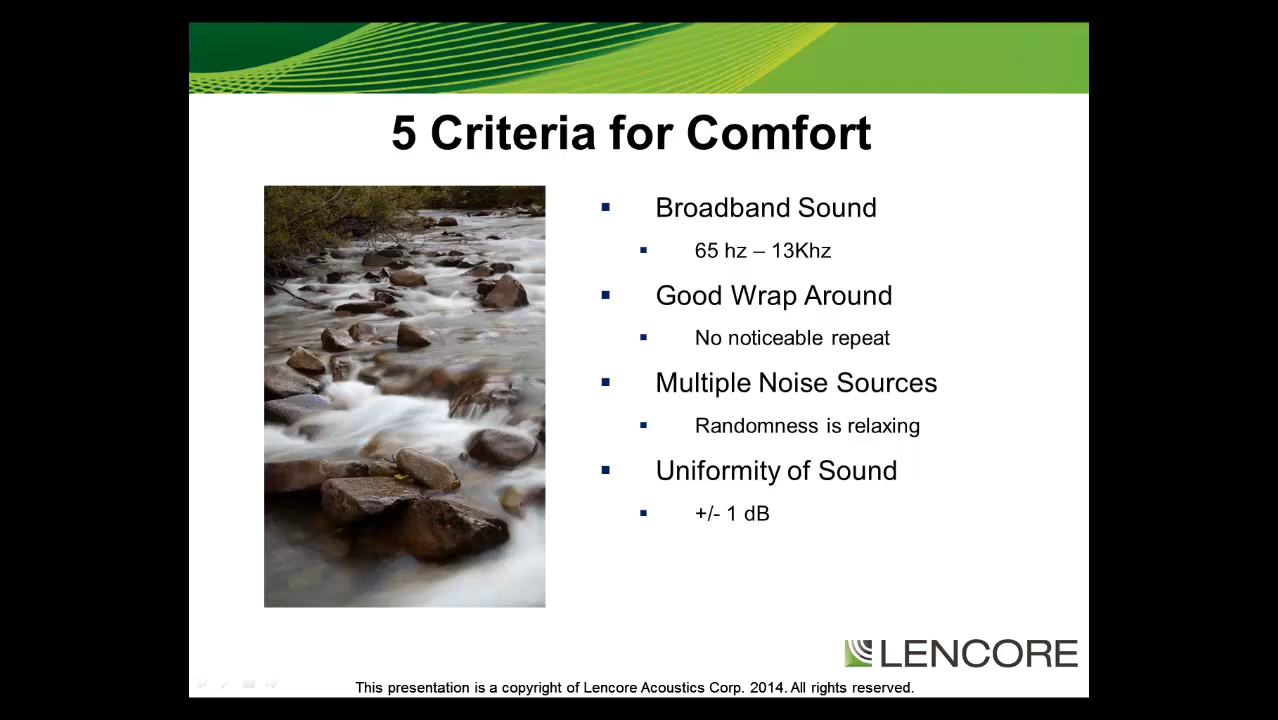 5 Criteria for Comfort
Broadband Sound
65 hz – 13Khz
Good Wrap Around
No noticeable repeat
Multiple Noise Sources
Randomness is relaxing
Uniformity of Sound
+/- 1 dB
LENCORE
This presentation is a copyright of Lencore Acoustics Corp. 2014. All rights reserved.